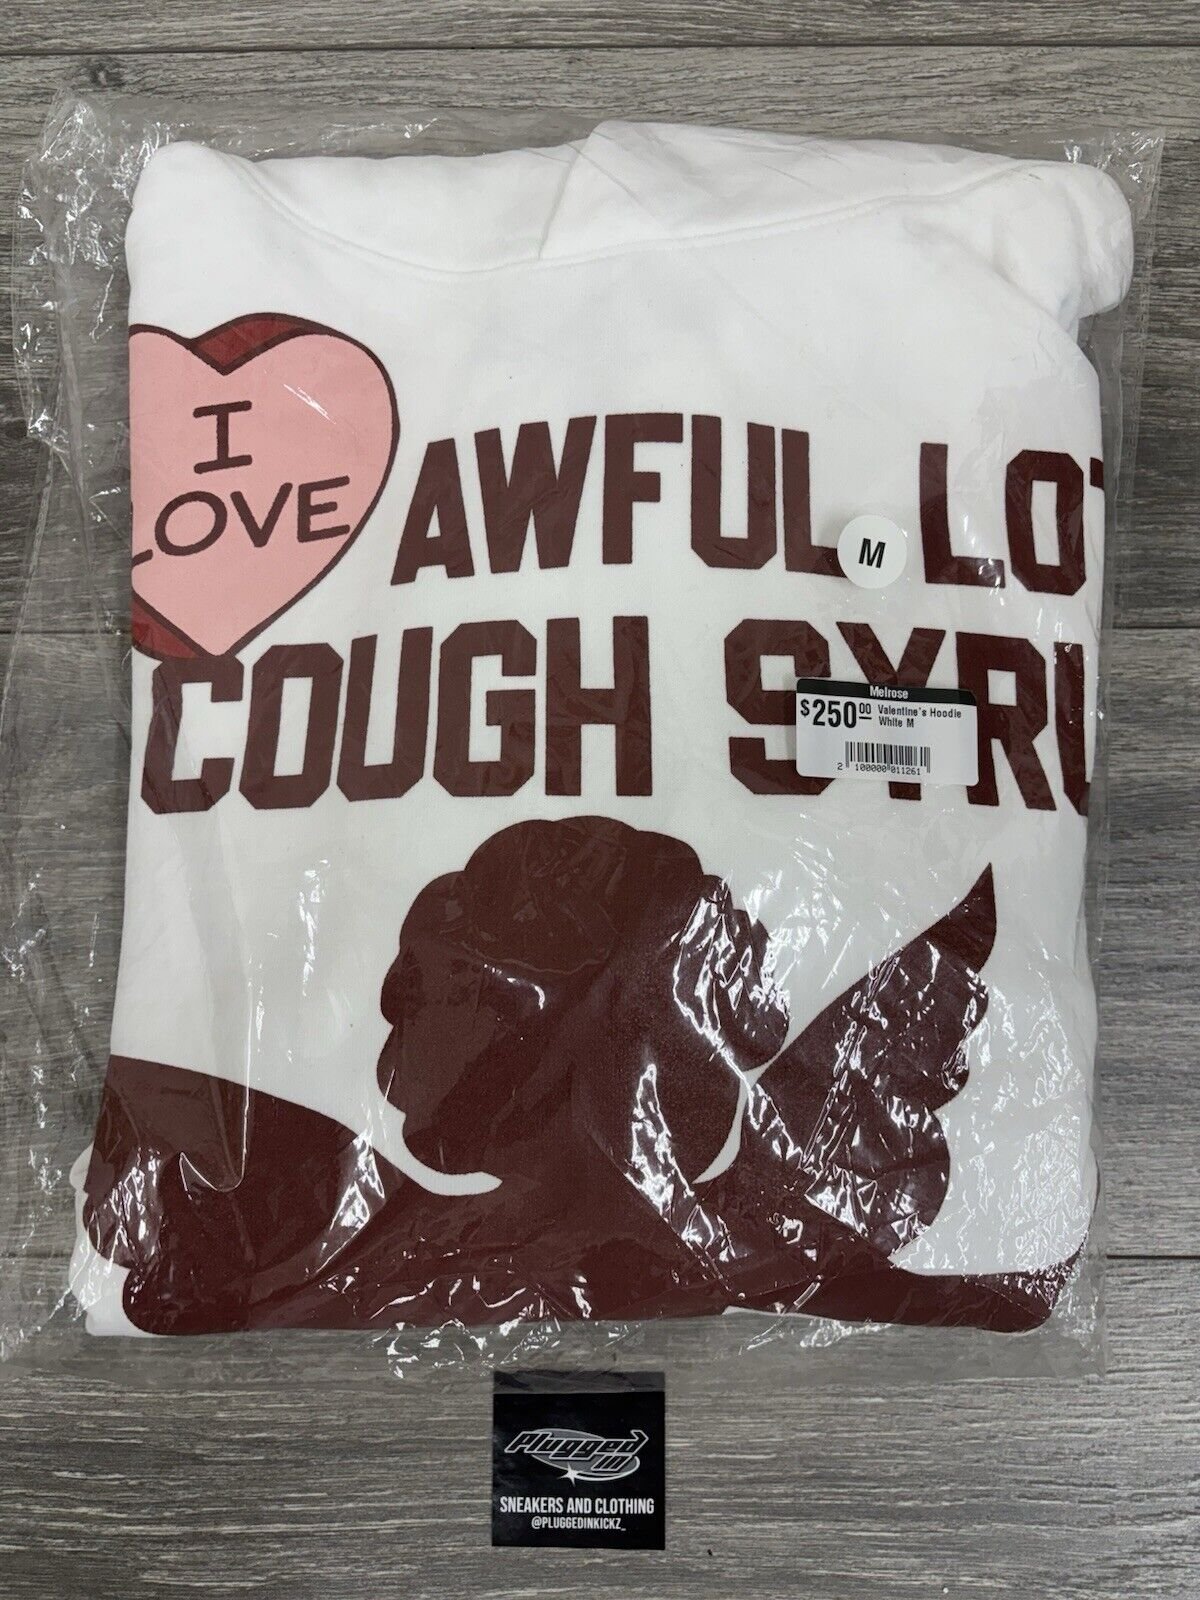 I
LOVE
AWFUL LOT
COUGH SYRU
M
Melrose
$250.00 Valentine's Hoodie
White M
2 100000 011261
Plugged
in
SNEAKERS AND CLOTHING
@PLUGGEDINKICKZ_